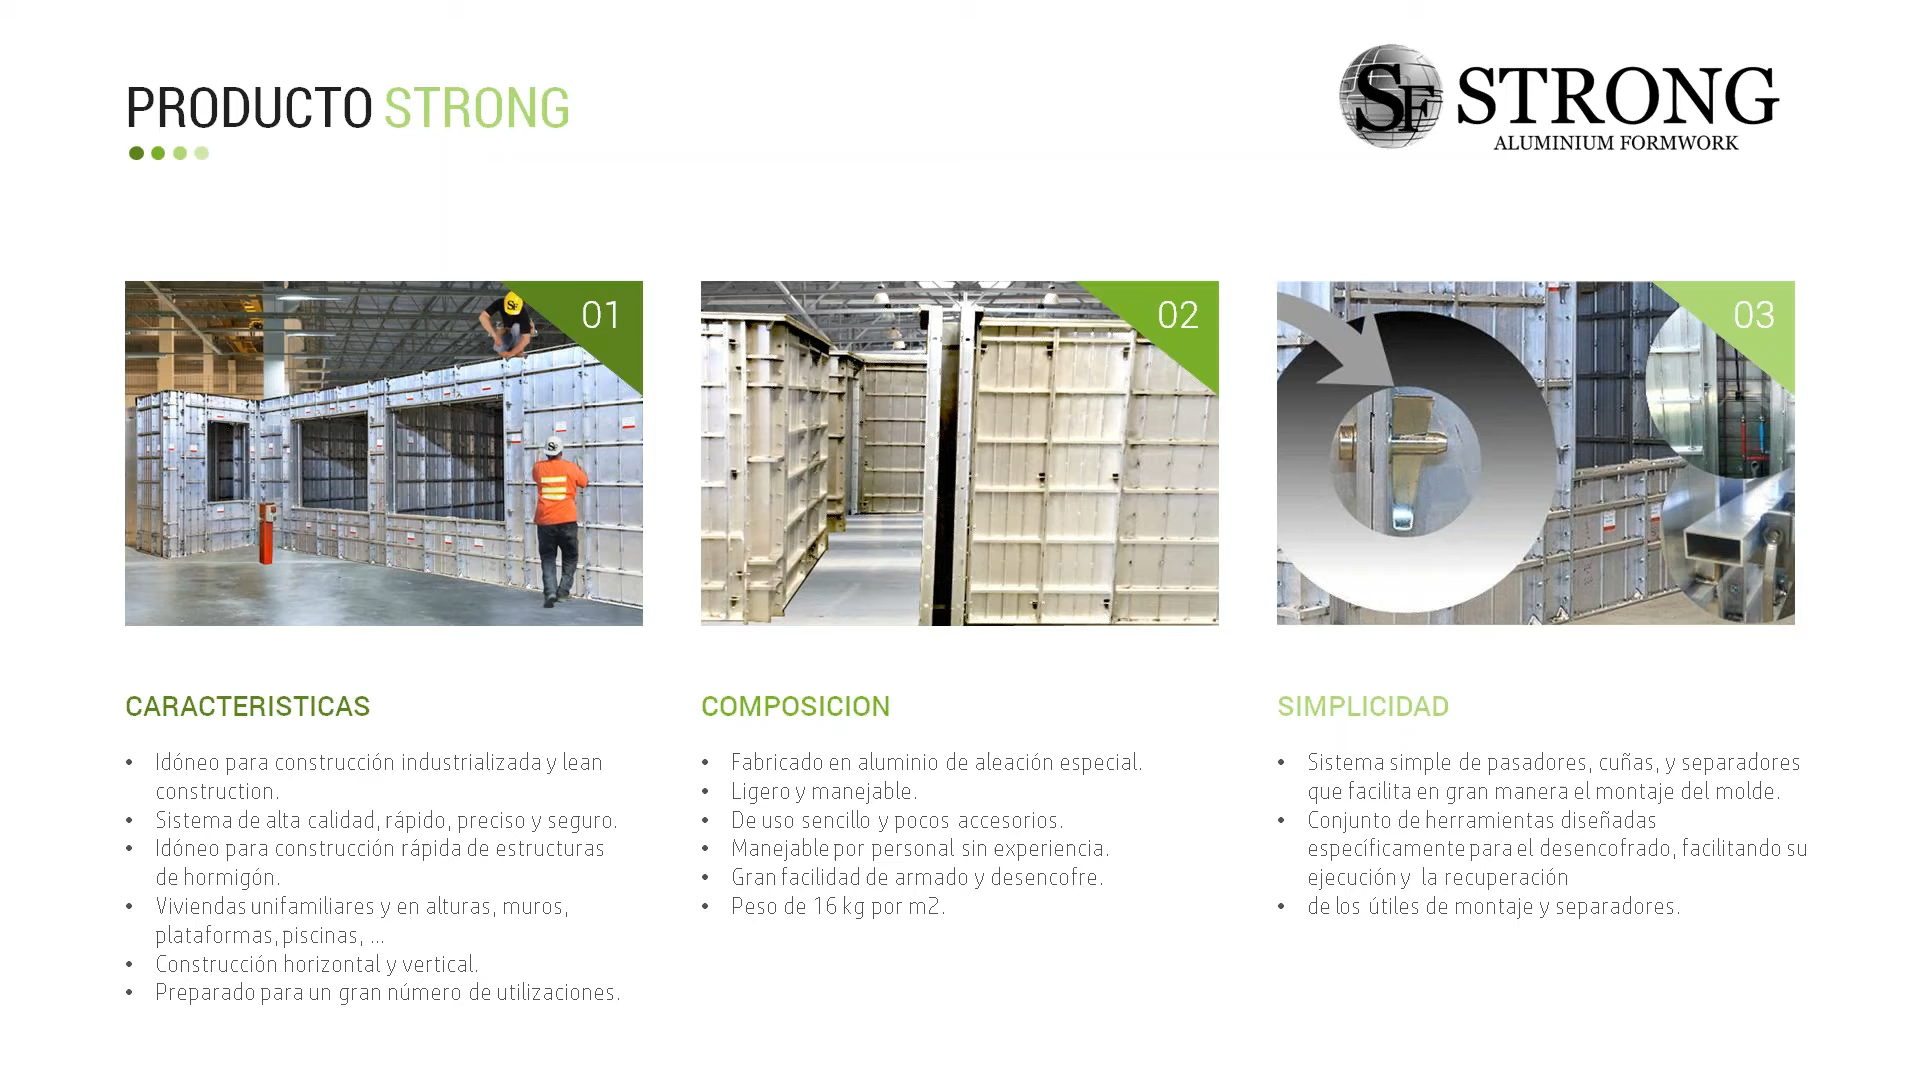 PRODUCTO STRONG
SF STRONG
ALUMINIUM FORMWORK
01
02
03
CARACTERISTICAS
• Idóneo para construcción industrializada y lean
construction.
• Sistema de alta calidad, rápido, preciso y seguro.
• Idóneo para construcción rápida de estructuras
de hormigón.
• Viviendas unifamiliares y en alturas, muros,
plataformas, piscinas, ...
• Construcción horizontal y vertical.
• Preparado para un gran número de utilizaciones.
COMPOSICION
• Fabricado en aluminio de aleación especial.
• Ligero y manejable.
• De uso sencillo y pocos accesorios.
• Manejable por personal sin experiencia.
• Gran facilidad de armado y desencofre.
• Peso de 16 kg por m2.
SIMPLICIDAD
• Sistema simple de pasadores, cuñas, y separadores
que facilita en gran manera el montaje del molde.
• Conjunto de herramientas diseñadas
específicamente para el desencofrado, facilitando su
ejecución y la recuperación
• de los útiles de montaje y separadores.